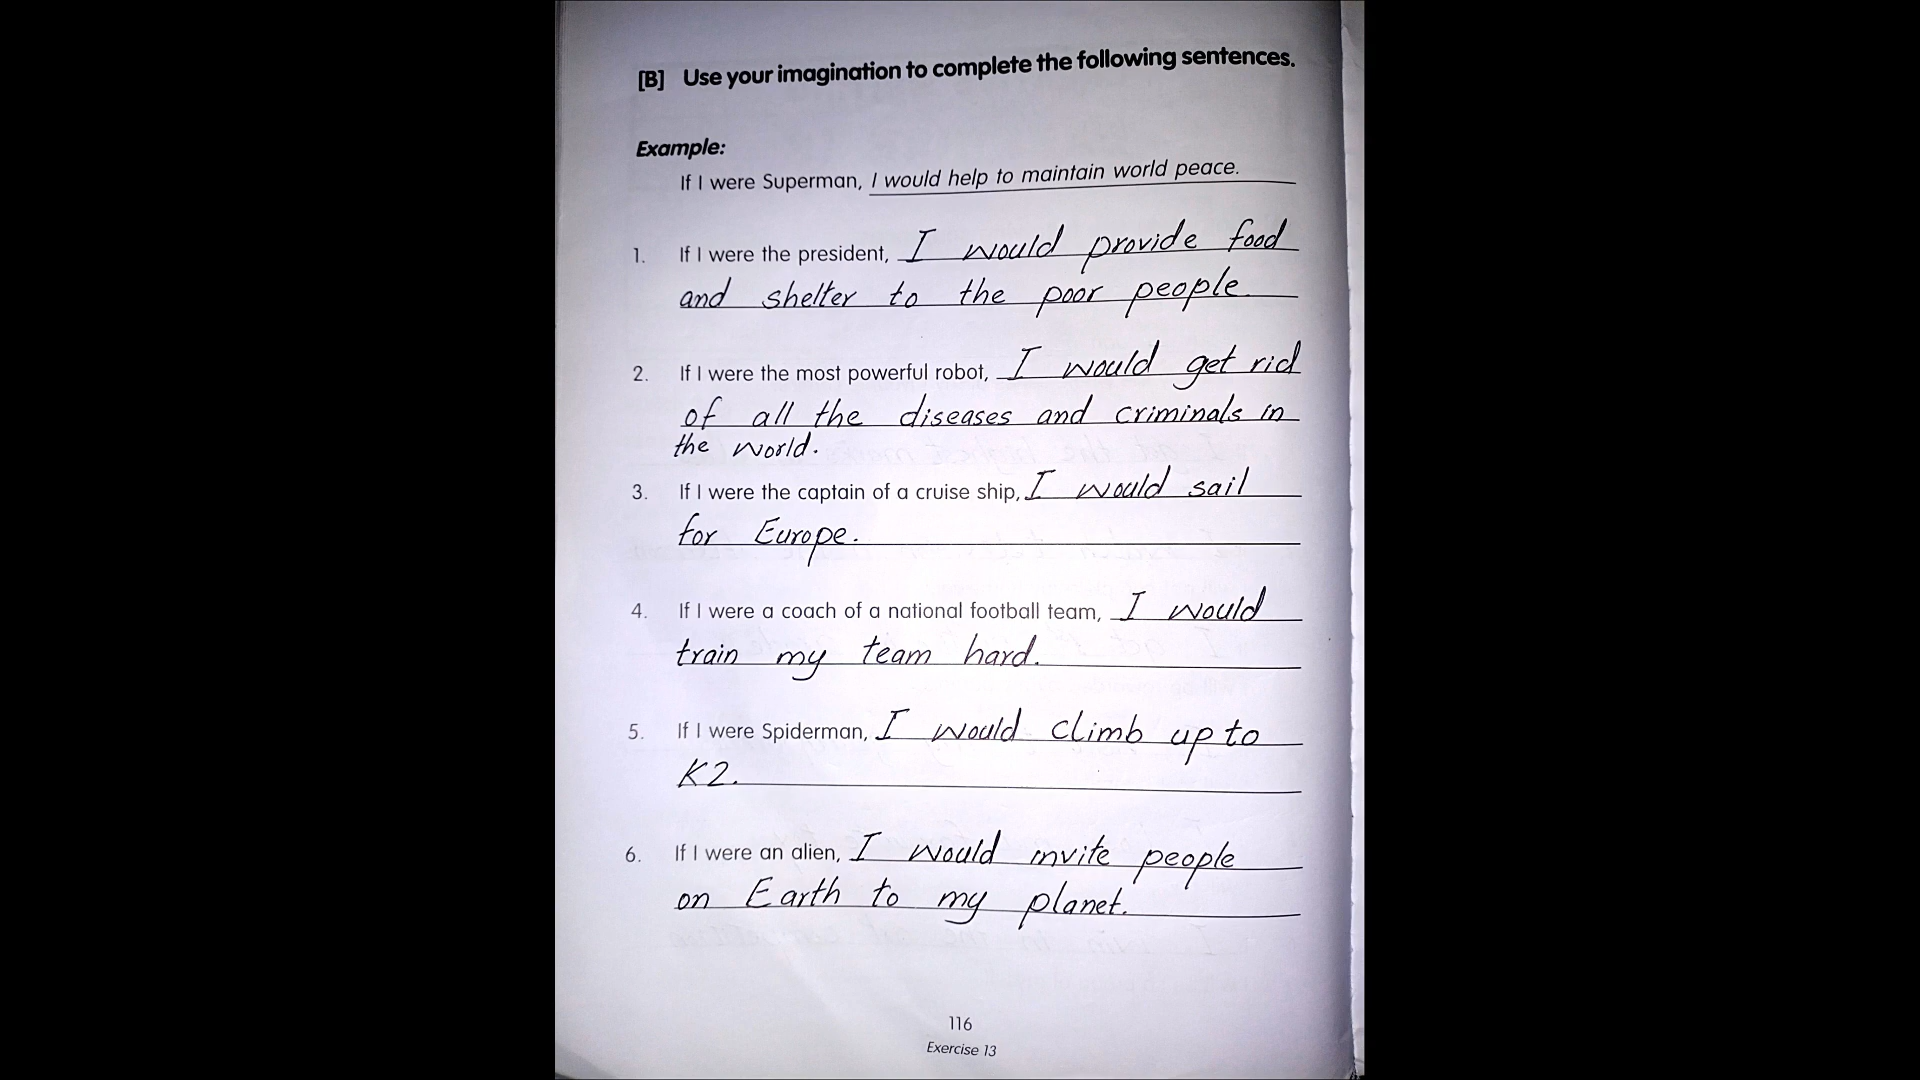 [B] Use your imagination to complete the following sentences.
Example:
If I were Superman, I would help to maintain world peace.
1. If I were the president, I would provide food
and shelter to the poor people.
2. If I were the most powerful robot, I would get rid
of all the diseases and criminals in
the world.
3. If I were the captain of a cruise ship, I would sail
for Europe.
4. If I were a coach of a national football team, I would
train my team hard.
5. If I were Spiderman, I would climb up to
K2.
6. If I were an alien, I would invite people
on Earth to my planet.
116
Exercise 13